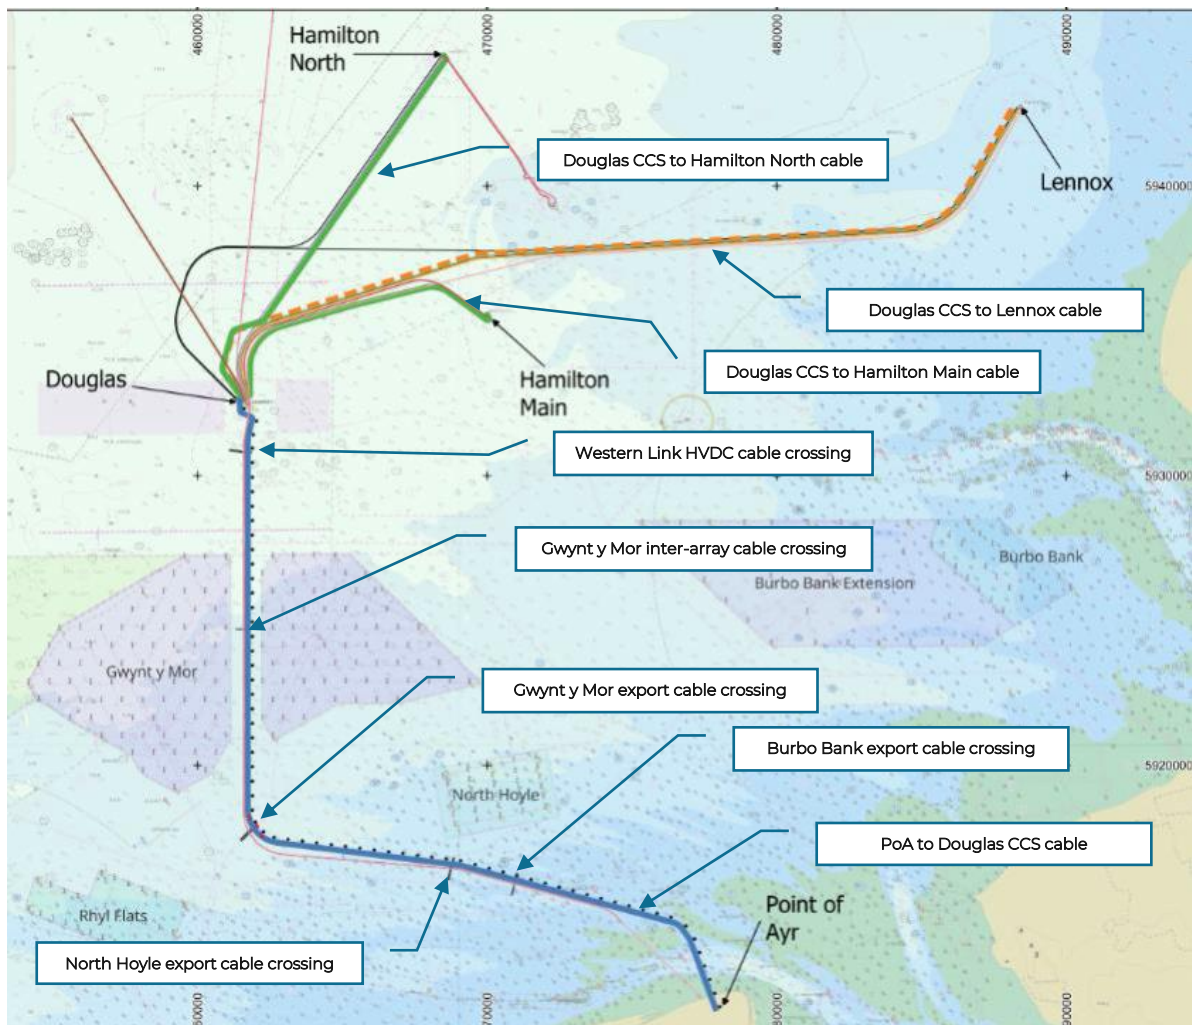 460000
470000
480000
490000
Hamilton
North
Douglas CCS to Hamilton North cable
Lennox
5940000
Douglas CCS to Lennox cable
Douglas CCS to Hamilton Main cable
Douglas
Hamilton
Main
Western Link HVDC cable crossing
5930000
Gwynt y Mor inter-array cable crossing
Burbo Bank
Burbo Bank Extension
Gwynt y Mor
Gwynt y Mor export cable crossing
Burbo Bank export cable crossing
5920000
North Hoyle
PoA to Douglas CCS cable
Point of
Ayr
Rhyl Flats
North Hoyle export cable crossing